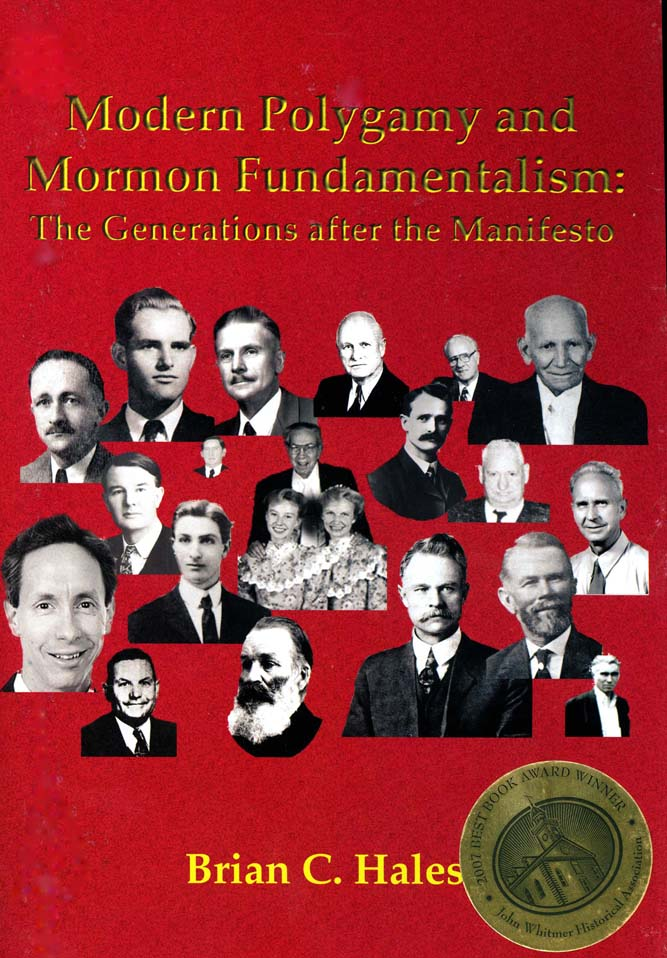 Modern Polygamy and
Mormon Fundamentalism:
The Generations after the Manifesto
Brian C. Hales
2007 BEST BOOK AWARD WINNER
John Whitmer Historical Association